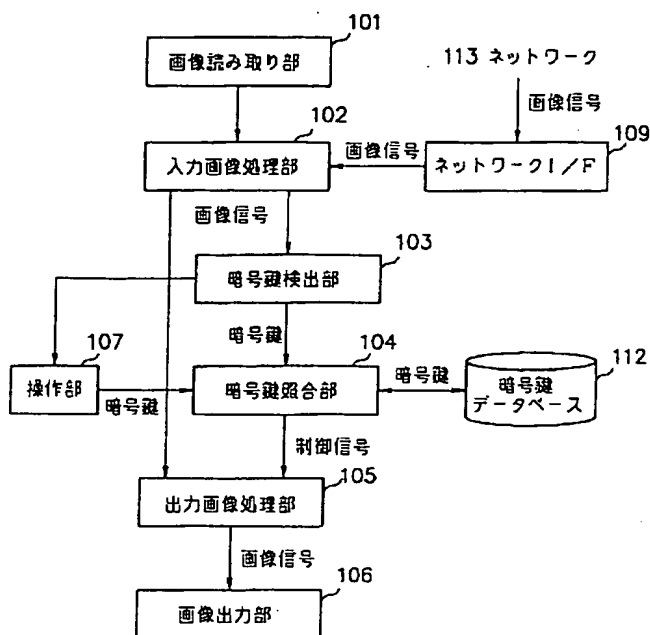 101
画像読み取り部
113 ネットワーク
画像信号
102
入力画像処理部
画像信号
109
ネットワークI/F
画像信号
103
暗号鍵検出部
暗号鍵
107
操作部
暗号鍵
104
暗号鍵照合部
暗号鍵
112
暗号鍵
データベース
制御信号
105
出力画像処理部
画像信号
106
画像出力部